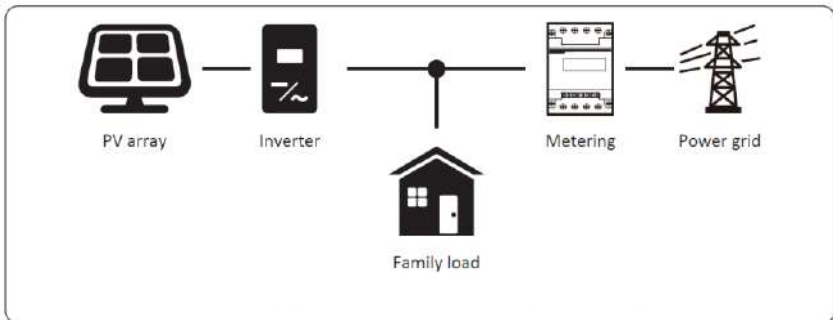 PV array
Inverter
Metering
Power grid
Family load